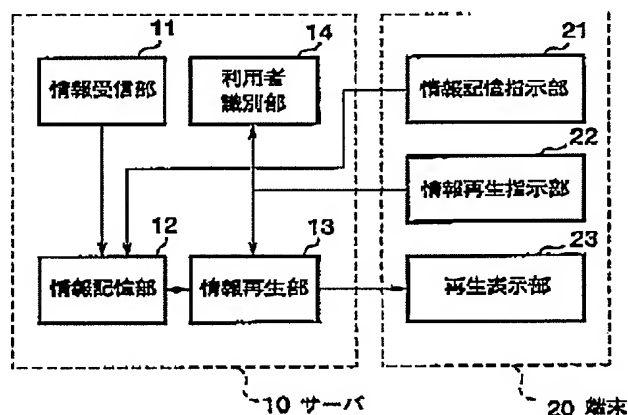 11
情報受信部
14
利用者
識別部
21
情報記憶指示部
22
情報再生指示部
12
情報記憶部
13
情報再生部
23
再生表示部
10 サーバ
20 端末